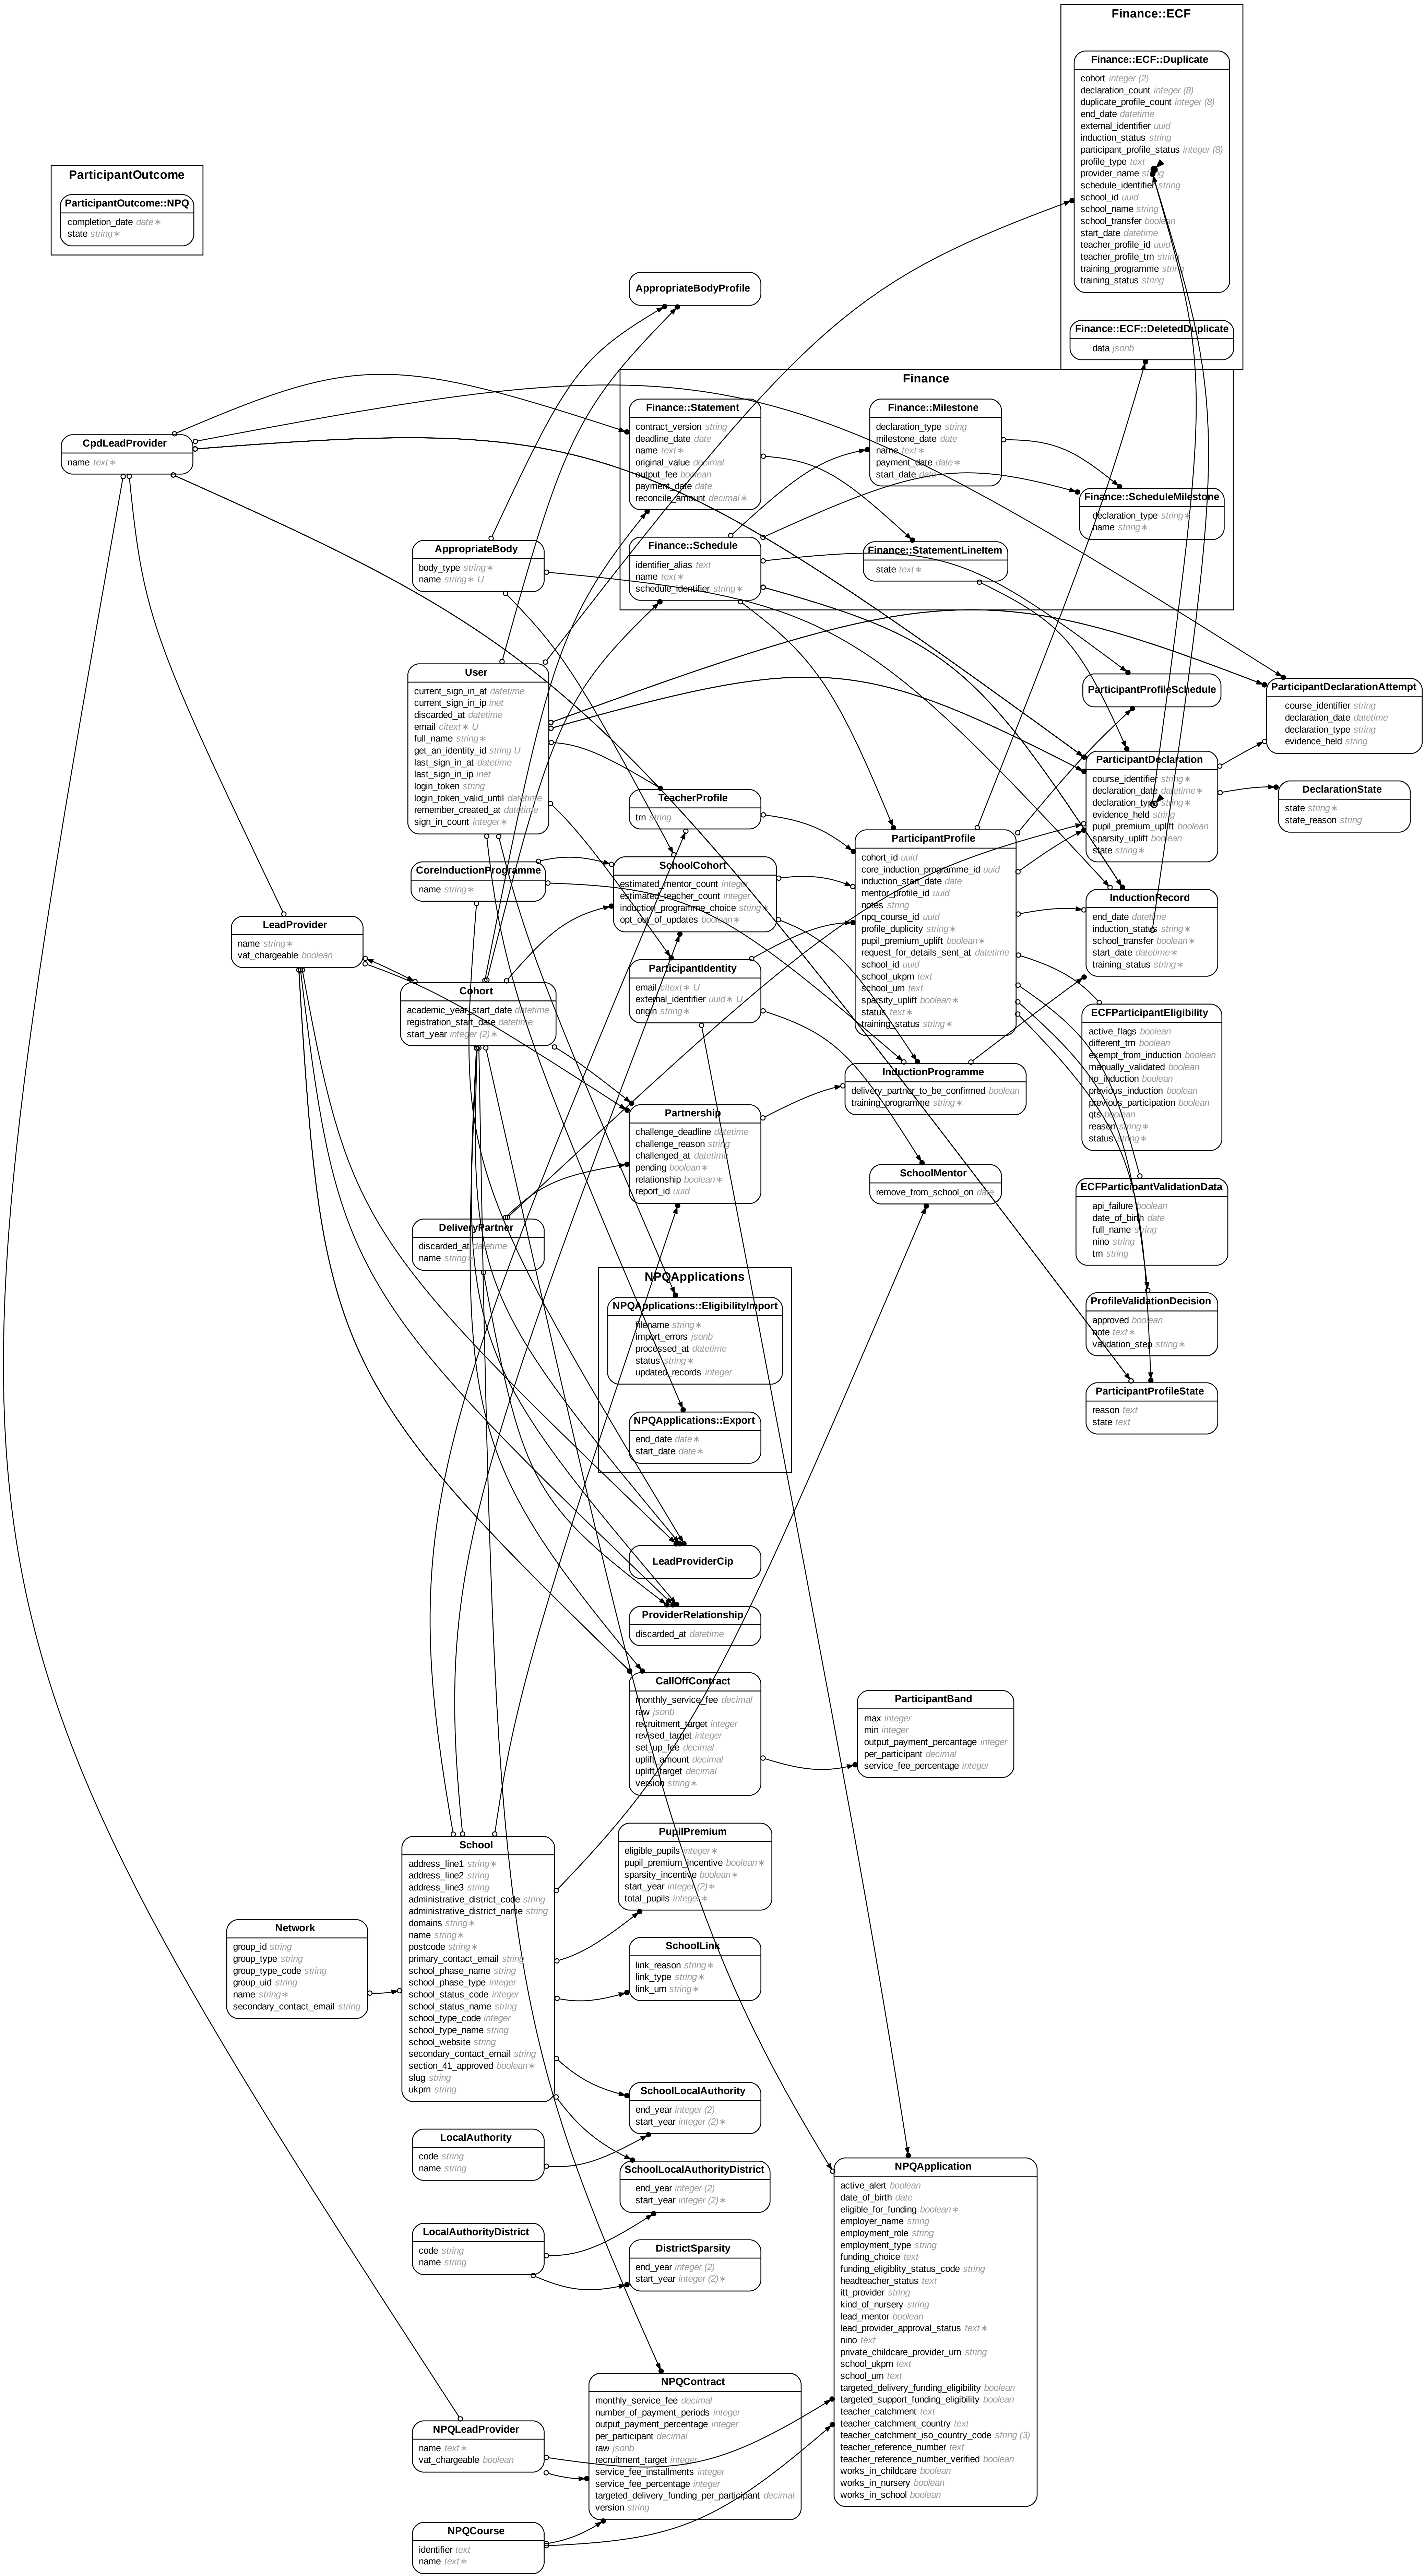 Finance::ECF
Finance::ECF::Duplicate
cohort integer (2)
declaration_count integer (8)
duplicate_profile_count integer (8)
end_date datetime
external_identifier uuid
induction_status string
participant_profile_status integer (8)
profile_type text
provider_name string
schedule_identifier string
school_id uuid
school_name string
school_transfer boolean
start_date datetime
teacher_profile_id uuid
teacher_profile_trn string
training_programme string
training_status string
Finance::ECF::DeletedDuplicate
data jsonb
ParticipantOutcome
ParticipantOutcome::NPQ
completion_date date ∗
state string ∗
AppropriateBodyProfile
Finance
Finance::Statement
contract_version string
deadline_date date
name text ∗
original_value decimal
output_fee boolean
payment_date date
reconcile_amount decimal ∗
Finance::Milestone
declaration_type string
milestone_date date
name text ∗
payment_date date ∗
start_date date
Finance::ScheduleMilestone
declaration_type string ∗
name string ∗
Finance::Schedule
identifier_alias text
name text ∗
schedule_identifier string ∗
Finance::StatementLineItem
state text ∗
CpdLeadProvider
name text ∗
AppropriateBody
body_type string ∗
name string ∗ U
User
current_sign_in_at datetime
current_sign_in_ip inet
discarded_at datetime
email citext ∗ U
full_name string ∗
get_an_identity_id string U
last_sign_in_at datetime
last_sign_in_ip inet
login_token string
login_token_valid_until datetime
remember_created_at datetime
sign_in_count integer ∗
ParticipantProfileSchedule
ParticipantDeclarationAttempt
course_identifier string
declaration_date datetime
declaration_type string
evidence_held string
ParticipantDeclaration
course_identifier string ∗
declaration_date datetime ∗
declaration_type string ∗
evidence_held string
pupil_premium_uplift boolean
sparsity_uplift boolean
state string ∗
DeclarationState
state string ∗
state_reason string
TeacherProfile
trn string
ParticipantProfile
cohort_id uuid
core_induction_programme_id uuid
induction_start_date date
mentor_profile_id uuid
notes string
npq_course_id uuid
profile_duplicity string ∗
pupil_premium_uplift boolean ∗
request_for_details_sent_at datetime
school_id uuid
school_ukprn text
school_urn text
sparsity_uplift boolean ∗
status text ∗
training_status string ∗
CoreInductionProgramme
name string ∗
SchoolCohort
estimated_mentor_count integer
estimated_teacher_count integer
induction_programme_choice string ∗
opt_out_of_updates boolean ∗
InductionRecord
end_date datetime
induction_status string ∗
school_transfer boolean ∗
start_date datetime ∗
training_status string ∗
LeadProvider
name string ∗
vat_chargeable boolean
ParticipantIdentity
email citext ∗ U
external_identifier uuid ∗ U
origin string ∗
Cohort
academic_year_start_date datetime
registration_start_date datetime
start_year integer (2) ∗
ECFParticipantEligibility
active_flags boolean
different_trn boolean
exempt_from_induction boolean
manually_validated boolean
no_induction boolean
previous_induction boolean
previous_participation boolean
qts boolean
reason string ∗
status string ∗
InductionProgramme
delivery_partner_to_be_confirmed boolean
training_programme string ∗
Partnership
challenge_deadline datetime
challenge_reason string
challenged_at datetime
pending boolean ∗
relationship boolean ∗
report_id uuid
SchoolMentor
remove_from_school_on date
ECFParticipantValidationData
api_failure boolean
date_of_birth date
full_name string
nino string
trn string
DeliveryPartner
discarded_at datetime
name string ∗
NPQApplications
NPQApplications::EligibilityImport
filename string ∗
import_errors jsonb
processed_at datetime
status string ∗
updated_records integer
NPQApplications::Export
end_date date ∗
start_date date ∗
ProfileValidationDecision
approved boolean
note text ∗
validation_step string ∗
ParticipantProfileState
reason text
state text
LeadProviderCip
ProviderRelationship
discarded_at datetime
CallOffContract
monthly_service_fee decimal
raw jsonb
recruitment_target integer
revised_target integer
set_up_fee decimal
uplift_amount decimal
uplift_target decimal
version string ∗
ParticipantBand
max integer
min integer
output_payment_percantage integer
per_participant decimal
service_fee_percentage integer
School
address_line1 string ∗
address_line2 string
address_line3 string
administrative_district_code string
administrative_district_name string
domains string ∗
name string ∗
postcode string ∗
primary_contact_email string
school_phase_name string
school_phase_type integer
school_status_code integer
school_status_name string
school_type_code integer
school_type_name string
school_website string
secondary_contact_email string
section_41_approved boolean ∗
slug string
ukprn string
PupilPremium
eligible_pupils integer ∗
pupil_premium_incentive boolean ∗
sparsity_incentive boolean ∗
start_year integer (2) ∗
total_pupils integer ∗
Network
group_id string
group_type string
group_type_code string
group_uid string
name string ∗
secondary_contact_email string
SchoolLink
link_reason string ∗
link_type string ∗
link_urn string ∗
SchoolLocalAuthority
end_year integer (2)
start_year integer (2) ∗
LocalAuthority
code string
name string
SchoolLocalAuthorityDistrict
end_year integer (2)
start_year integer (2) ∗
LocalAuthorityDistrict
code string
name string
DistrictSparsity
end_year integer (2)
start_year integer (2) ∗
NPQApplication
active_alert boolean
date_of_birth date
eligible_for_funding boolean ∗
employer_name string
employment_role string
employment_type string
funding_choice text
funding_eligiblity_status_code string
headteacher_status text
itt_provider string
kind_of_nursery string
lead_mentor boolean
lead_provider_approval_status text ∗
nino text
private_childcare_provider_urn string
school_ukprn text
school_urn text
targeted_delivery_funding_eligibility boolean
targeted_support_funding_eligibility boolean
teacher_catchment text
teacher_catchment_country text
teacher_catchment_iso_country_code string (3)
teacher_reference_number text
teacher_reference_number_verified boolean
works_in_childcare boolean
works_in_nursery boolean
works_in_school boolean
NPQContract
monthly_service_fee decimal
number_of_payment_periods integer
output_payment_percentage integer
per_participant decimal
raw jsonb
recruitment_target integer
service_fee_installments integer
service_fee_percentage integer
targeted_delivery_funding_per_participant decimal
version string
NPQLeadProvider
name text ∗
vat_chargeable boolean
NPQCourse
identifier text
name text ∗